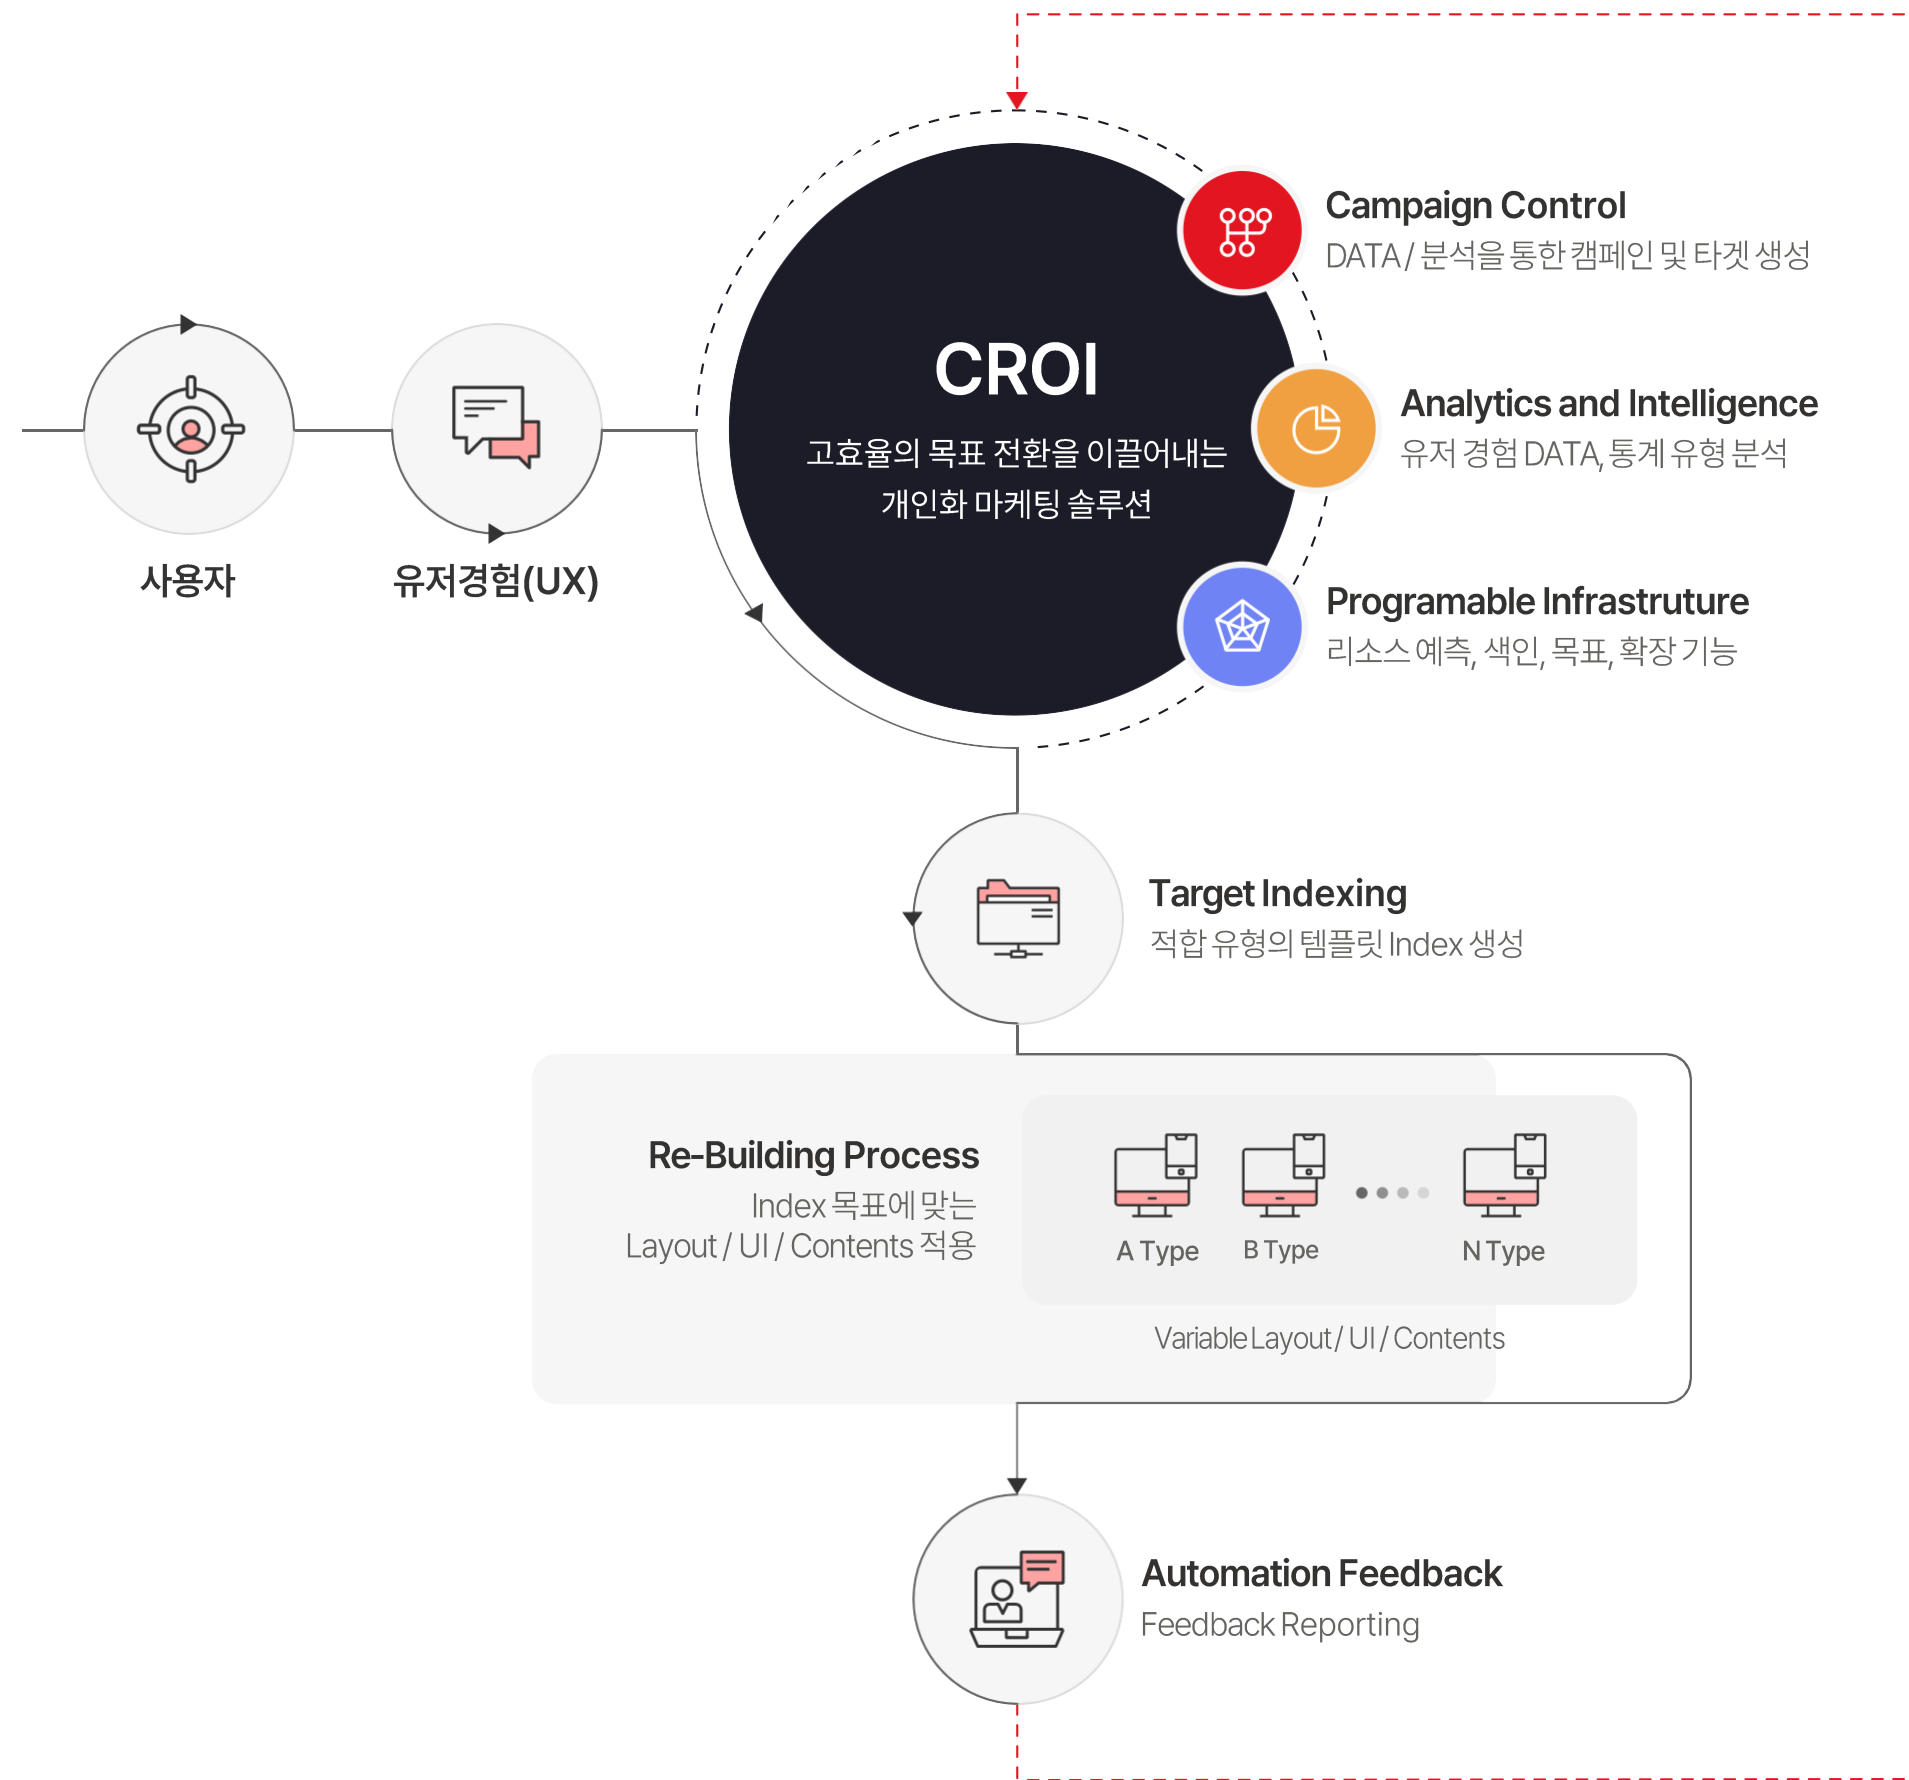 사용자
유저경험(UX)
CROI
고효율의 목표 전환을 이끌어내는
개인화 마케팅 솔루션
Campaign Control
DATA / 분석을 통한 캠페인 및 타겟 생성
Analytics and Intelligence
유저 경험 DATA, 통계 유형 분석
Programable Infrastruture
리소스 예측, 색인, 목표, 확장 기능
Target Indexing
적합 유형의 템플릿 Index 생성
Re-Building Process
Index 목표에 맞는
Layout / UI / Contents 적용
A Type
B Type
N Type
Variable Layout / UI / Contents
Automation Feedback
Feedback Reporting